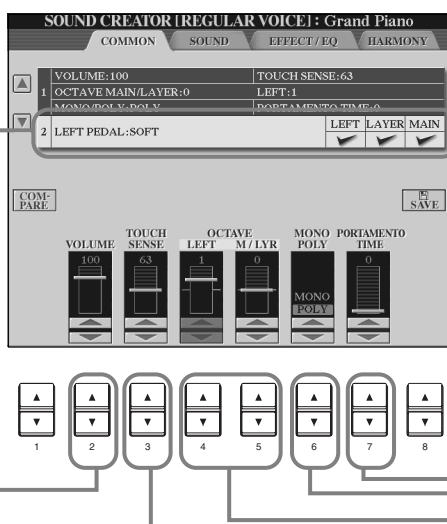 SOUND CREATOR [REGULAR VOICE] : Grand Piano
COMMON SOUND EFFECT / EQ HARMONY
VOLUME:100 TOUCH SENSE:63
1 OCTAVE MAIN/LAYER:0 LEFT:1
MONO/POLY:POLY PORTAMENTO TIME:0
2 LEFT PEDAL:SOFT LEFT LAYER MAIN
COM-
PARE
SAVE
VOLUME TOUCH SENSE OCTAVE LEFT M / LYR MONO POLY PORTAMENTO TIME
100 63 1 0 0
MONO
POLY
1 2 3 4 5 6 7 8